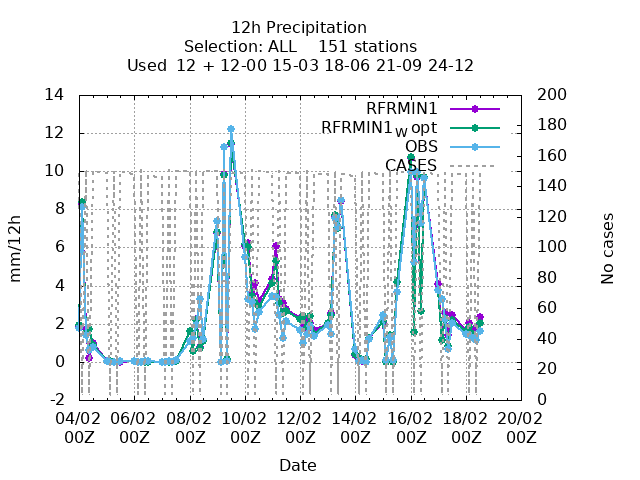 12h Precipitation
Selection: ALL 151 stations
Used 12 + 12-00 15-03 18-06 21-09 24-12
14 200
12 180
10 160
8 140
6 120
4 100
2 80
0 60
-2 40
20
0
mm/12h
No cases
RFRMIN1
RFRMIN1W opt
OBS
CASES
04/02 06/02 08/02 10/02 12/02 14/02 16/02 18/02 20/02
00Z 00Z 00Z 00Z 00Z 00Z 00Z 00Z 00Z
Date